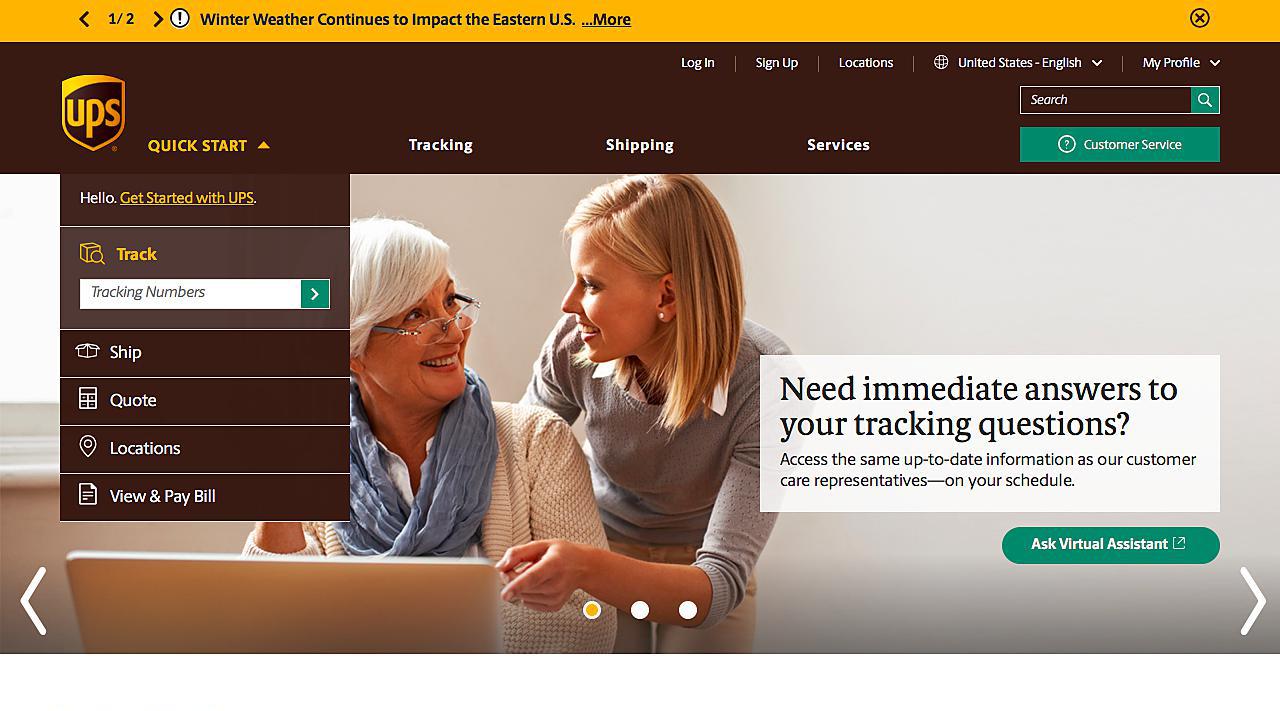 1/ 2
Winter Weather Continues to Impact the Eastern U.S. ...More
Log In
Sign Up
Locations
United States - English
My Profile
Search
ups
QUICK START
Tracking
Shipping
Services
Customer Service
Hello. Get Started with UPS.
Track
Tracking Numbers
Ship
Quote
Locations
View & Pay Bill
Need immediate answers to
your tracking questions?
Access the same up-to-date information as our customer
care representatives—on your schedule.
Ask Virtual Assistant